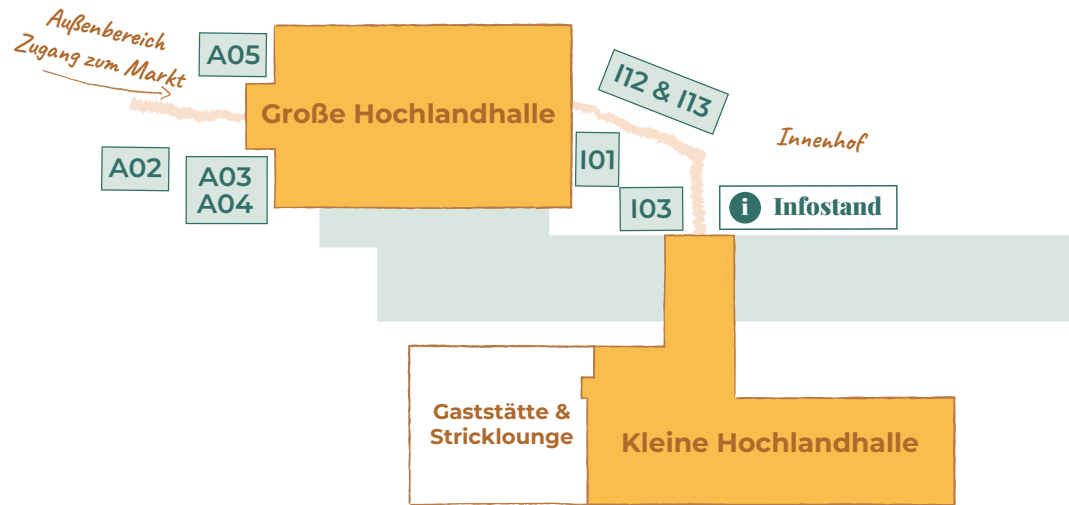 Außenbereich
Zugang zum Markt
A05
Große Hochlandhalle
I12 & I13
A02
A03
A04
I01
I03
Innenhof
i Infostand
Gaststätte &
Stricklounge
Kleine Hochlandhalle